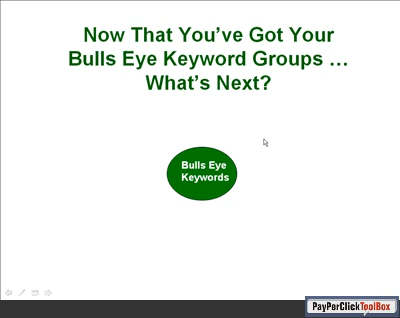 Now That You've Got Your
Bulls Eye Keyword Groups …
What's Next?
Bulls Eye
Keywords
PayPerClickToolBox